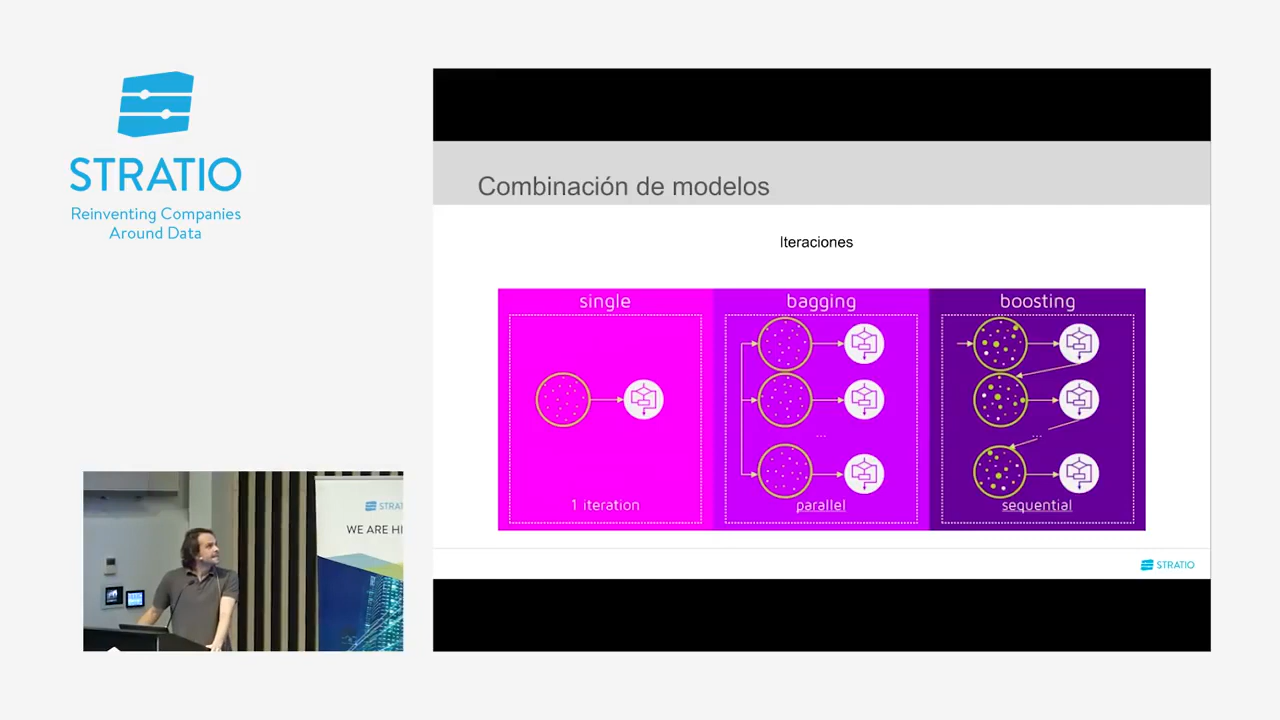 STRATIO
Reinventing Companies
Around Data
Combinación de modelos
Iteraciones
single
bagging
boosting
...
...
1 iteration
parallel
sequential
STRATIO
WE ARE